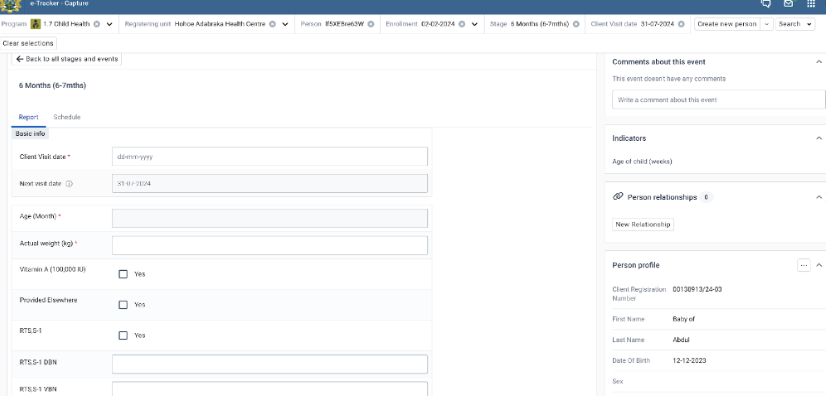 e-Tracker - Capture
Program 1.7 Child Health Registering unit Hohoe Adabraka Health Centre Person If5XEBre63W Enrollment 02-02-2024 Stage 6 Months (6-7mths) Client Visit date 31-07-2024 Create new person Search
Clear selections
Back to all stages and events
6 Months (6-7mths)
Report Schedule
Basic info
Client Visit date *
dd-mm-yyyy
Next visit date
31-07-2024
Age (Month) *
Actual weight (kg) *
Vitamin A (100,000 IU)
Yes
Provided Elsewhere
Yes
RTS,S-1
Yes
RTS,S-1 DBN
RTS,S-1 VBN
Comments about this event
This event doesn't have any comments
Write a comment about this event
Indicators
Age of child (weeks)
Person relationships 0
New Relationship
Person profile
Client Registration Number 00138913/24-03
First Name Baby of
Last Name Abdul
Date Of Birth 12-12-2023
Sex